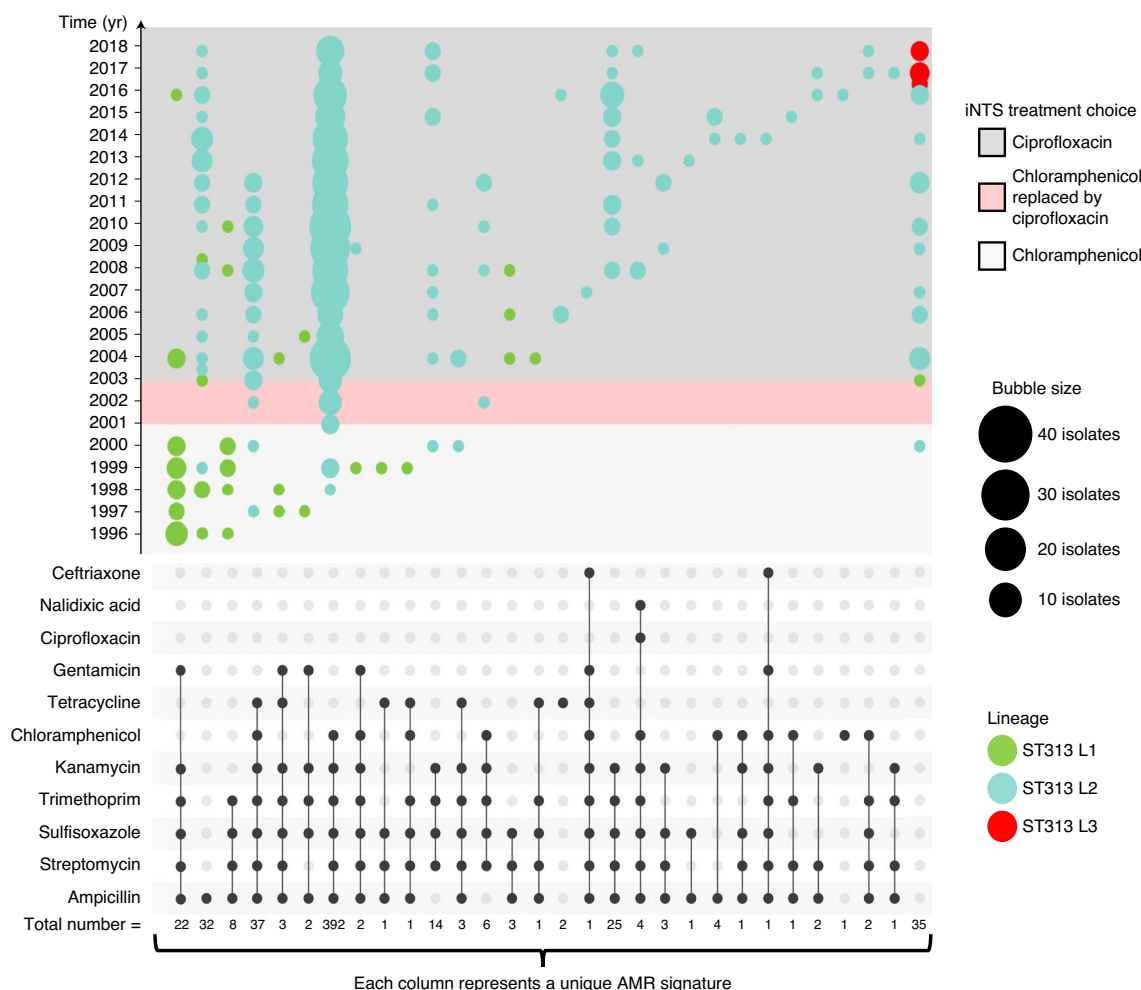 Time (yr)
2018
2017
2016
2015
2014
2013
2012
2011
2010
2009
2008
2007
2006
2005
2004
2003
2002
2001
2000
1999
1998
1997
1996
iNTS treatment choice
Ciprofloxacin
Chloramphenicol
replaced by
ciprofloxacin
Chloramphenicol
Bubble size
40 isolates
30 isolates
20 isolates
10 isolates
Lineage
ST313 L1
ST313 L2
ST313 L3
Ceftriaxone
Nalidixic acid
Ciprofloxacin
Gentamicin
Tetracycline
Chloramphenicol
Kanamycin
Trimethoprim
Sulfisoxazole
Streptomycin
Ampicillin
Total number = 22 32 8 37 3 2 392 2 1 1 14 3 6 3 1 2 1 25 4 3 1 4 1 1 1 2 1 2 1 35
Each column represents a unique AMR signature